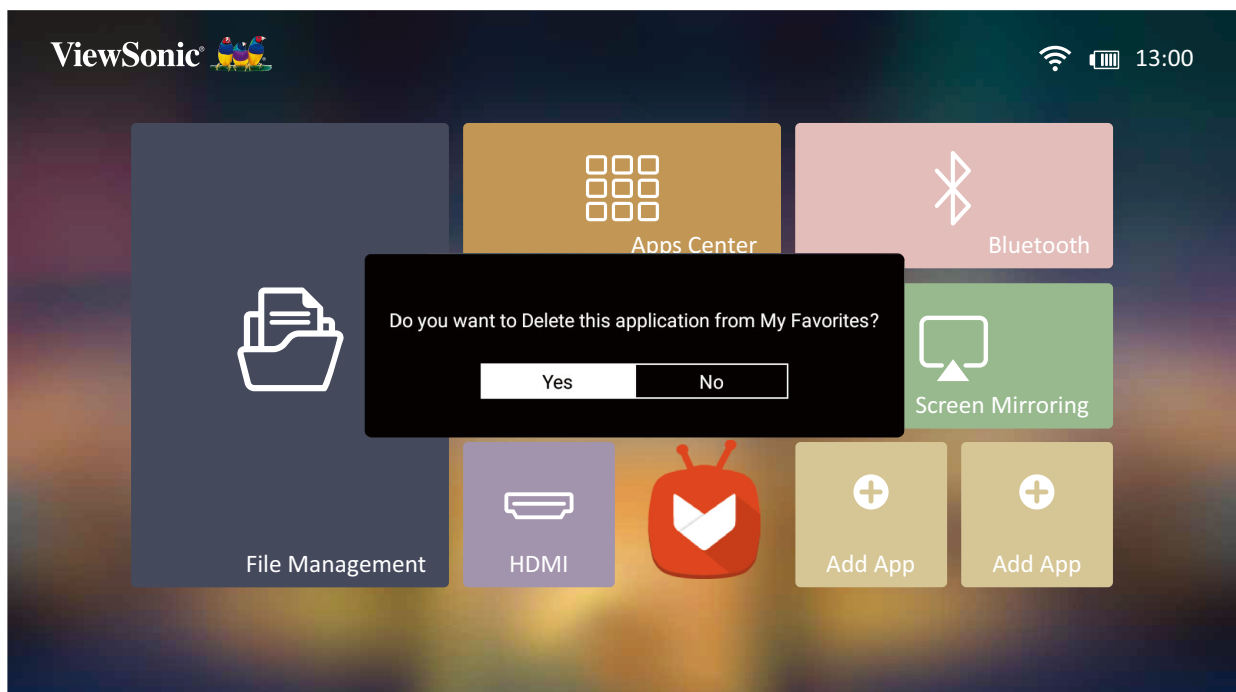 ViewSonic®
13:00
Apps Center
Bluetooth
Do you want to Delete this application from My Favorites?
Yes
No
Screen Mirroring
File Management
HDMI
Add App
Add App